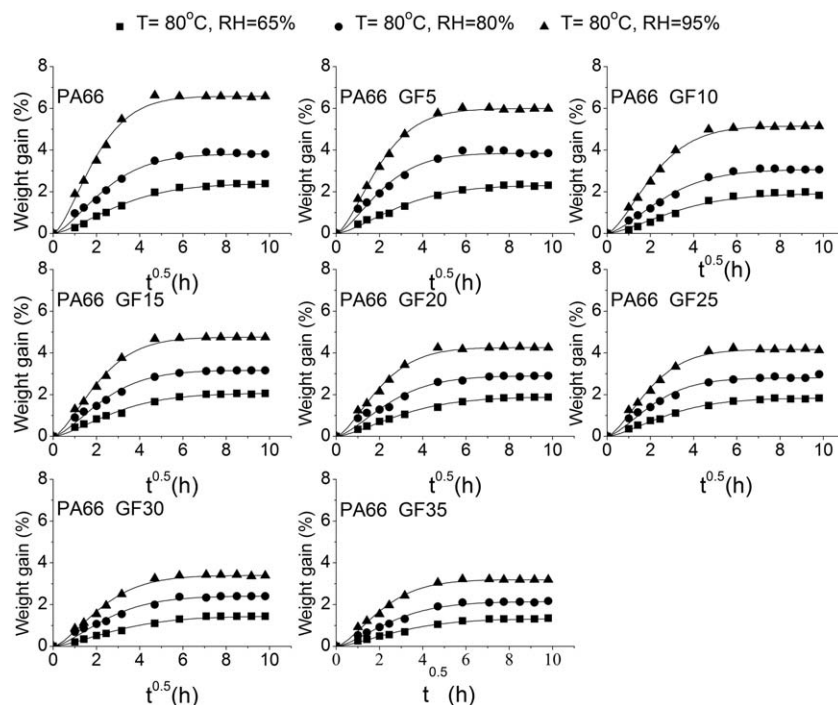 T= 80°C, RH=65% T= 80°C, RH=80% T= 80°C, RH=95%
8 8 8
PA66 PA66 GF5 PA66 GF10
6 6 6
4 4 4
2 2 2
0 0 0
Weight gain (%) Weight gain (%) Weight gain (%)
0 2 4 6 8 10 0 2 4 6 8 10 0 2 4 6 8 10
t^0.5(h) t^0.5(h) t^0.5(h)
8 8 8
PA66 GF15 PA66 GF20 PA66 GF25
6 6 6
4 4 4
2 2 2
0 0 0
Weight gain (%) Weight gain (%) Weight gain (%)
0 2 4 6 8 10 0 2 4 6 8 10 0 2 4 6 8 10
t^0.5(h) t^0.5(h) t^0.5(h)
8 8
PA66 GF30 PA66 GF35
6 6
4 4
2 2
0 0
Weight gain (%) Weight gain (%)
0 2 4 6 8 10 0 2 4 6 8 10
t^0.5(h) t^0.5 (h)